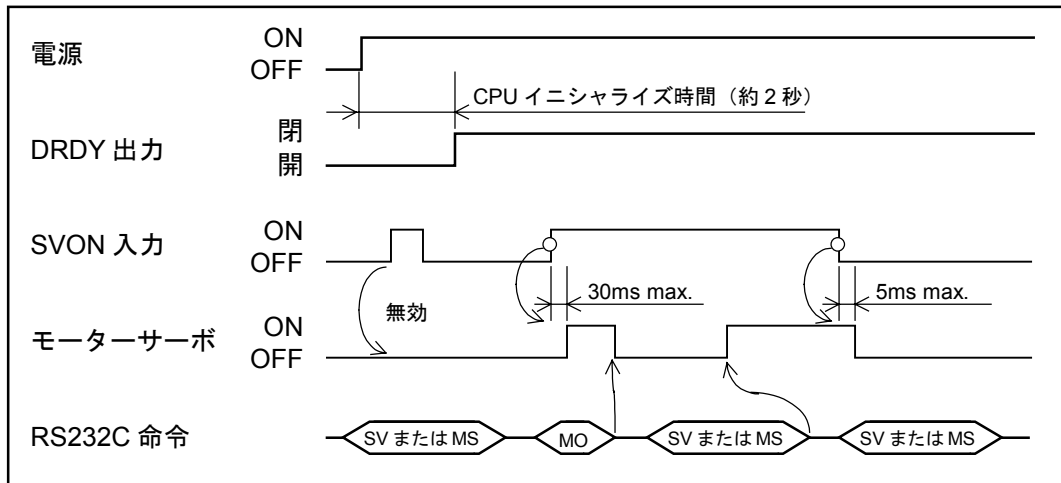 電源
ON
OFF
CPU イニシャライズ時間（約 2 秒）
DRDY 出力
閉
開
SVON 入力
ON
OFF
無効
30ms max.
5ms max.
モーターサーボ
ON
OFF
RS232C 命令
SV または MS
MO
SV または MS
SV または MS